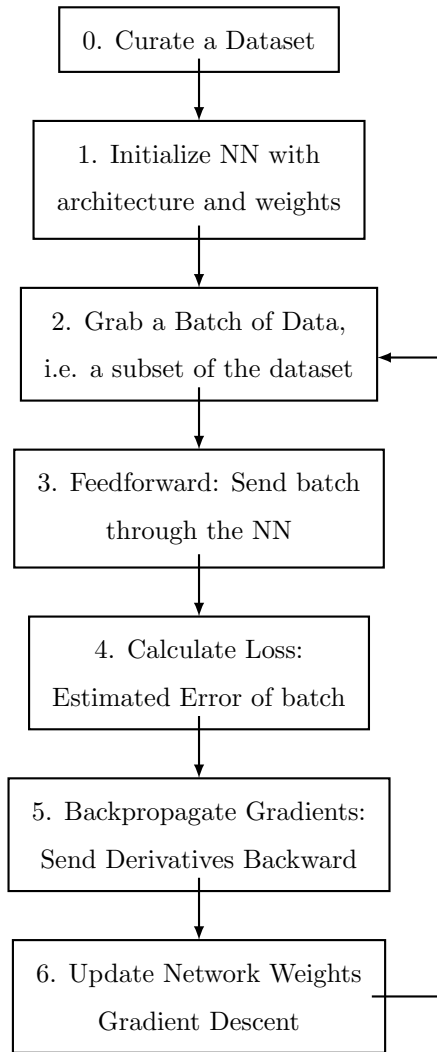 0. Curate a Dataset
1. Initialize NN with
architecture and weights
2. Grab a Batch of Data,
i.e. a subset of the dataset
3. Feedforward: Send batch
through the NN
4. Calculate Loss:
Estimated Error of batch
5. Backpropagate Gradients:
Send Derivatives Backward
6. Update Network Weights
Gradient Descent